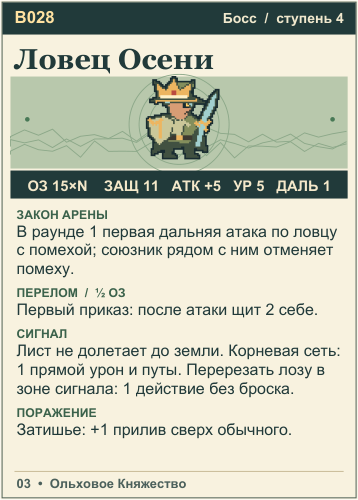 B028
Босс / ступень 4
Ловец Осени
ОЗ 15×N ЗАЩ 11 АТК +5 УР 5 ДАЛЬ 1
ЗАКОН АРЕНЫ
В раунде 1 первая дальняя атака по ловцу
с помехой; союзник рядом с ним отменяет
помеху.
ПЕРЕЛОМ / ½ ОЗ
Первый приказ: после атаки щит 2 себе.
СИГНАЛ
Лист не долетает до земли. Корневая сеть:
1 прямой урон и путы. Перерезать лозу в
зоне сигнала: 1 действие без броска.
ПОРАЖЕНИЕ
Затишье: +1 прилив сверх обычного.
03 • Ольховое Княжество